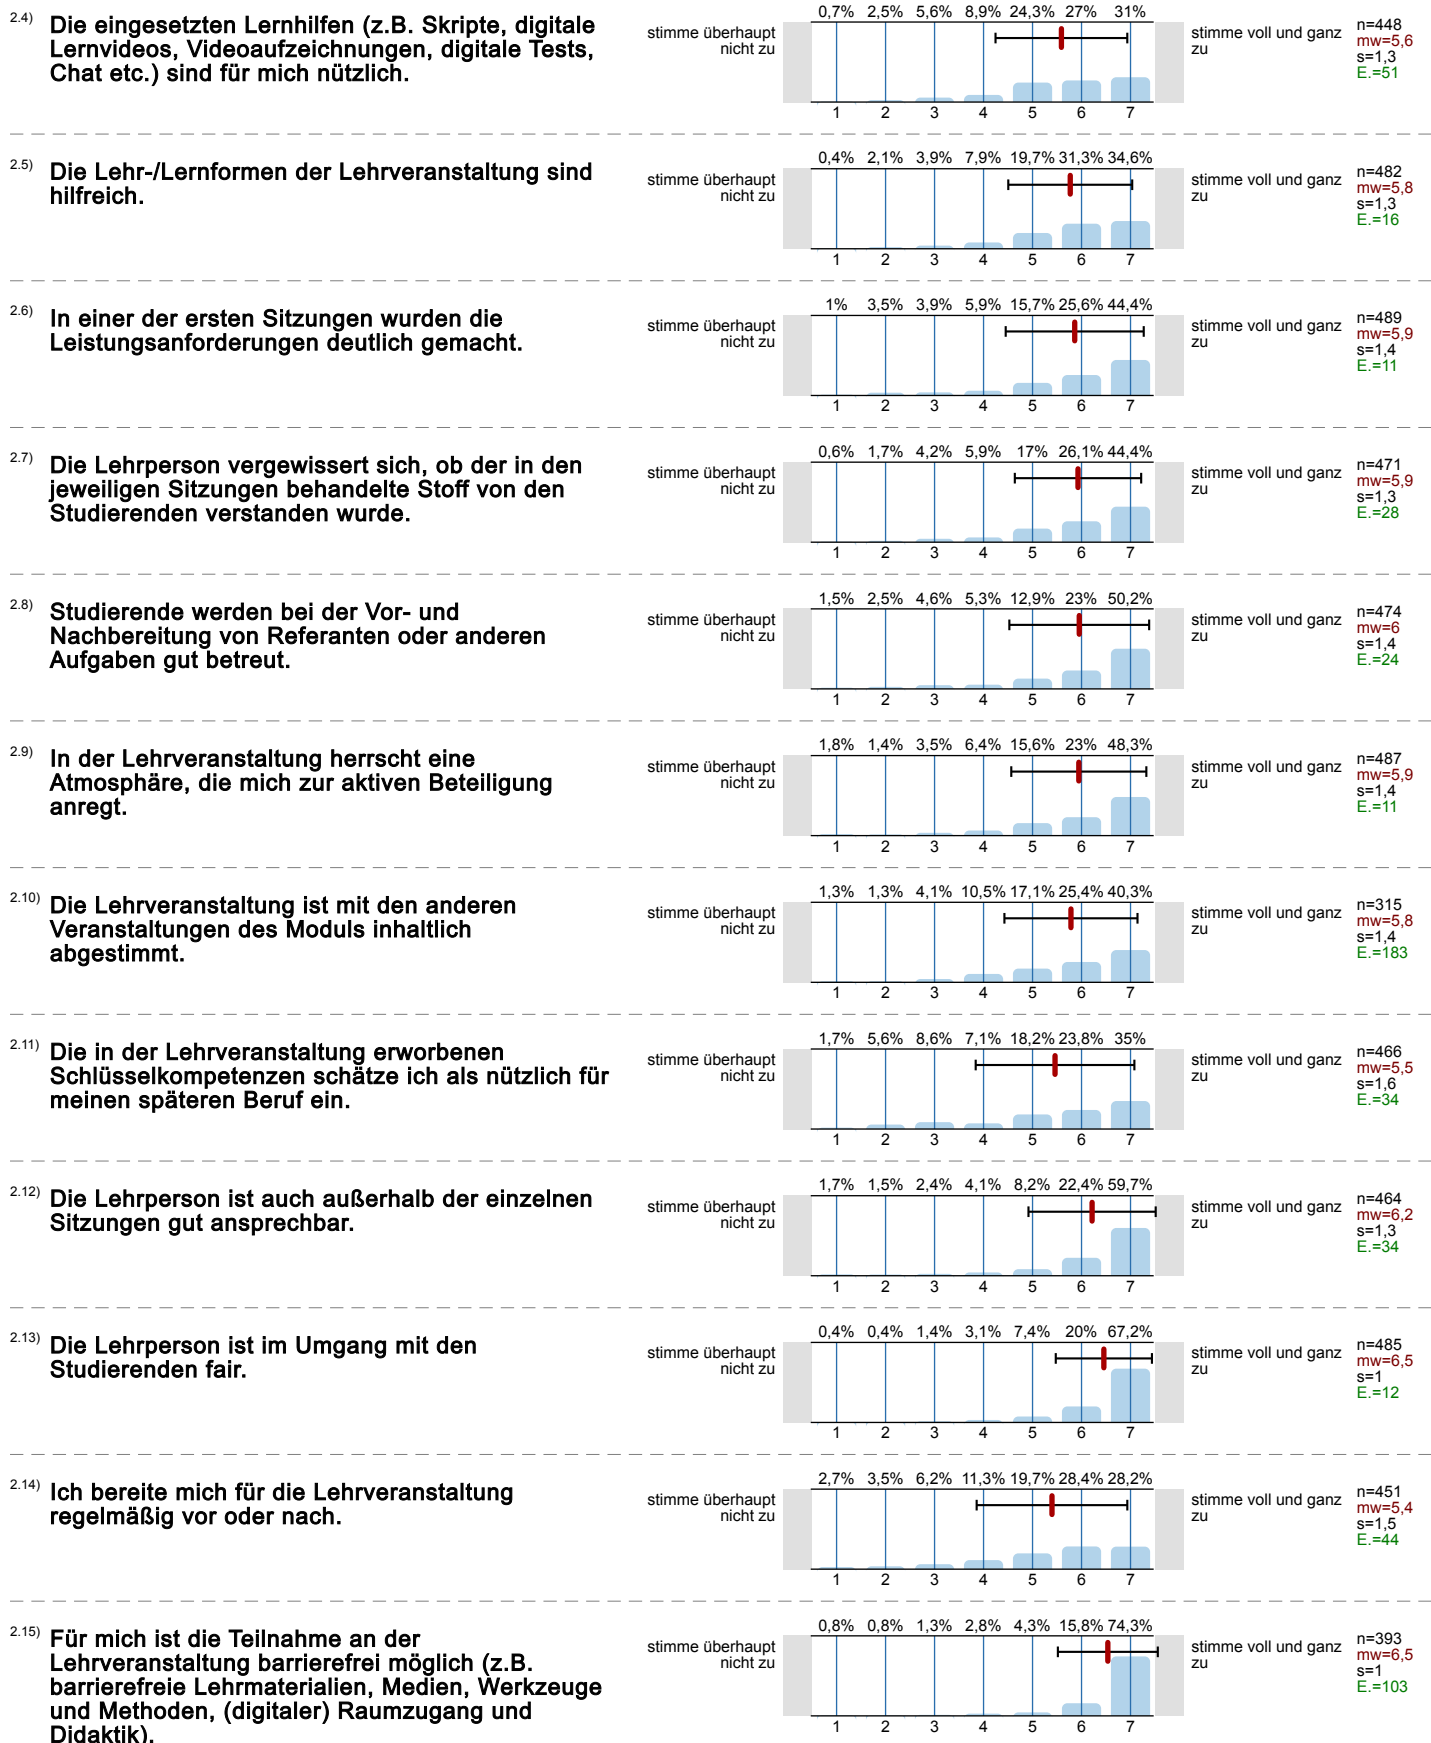 2.4) Die eingesetzten Lernhilfen (z.B. Skripte, digitale
Lernvideos, Videoaufzeichnungen, digitale Tests,
Chat etc.) sind für mich nützlich.
stimme überhaupt
nicht zu
0,7% 2,5% 5,6% 8,9% 24,3% 27% 31%
1 2 3 4 5 6 7
stimme voll und ganz
zu
n=448
mw=5,6
s=1,3
E.=51
2.5) Die Lehr-/Lernformen der Lehrveranstaltung sind
hilfreich.
stimme überhaupt
nicht zu
0,4% 2,1% 3,9% 7,9% 19,7% 31,3% 34,6%
1 2 3 4 5 6 7
stimme voll und ganz
zu
n=482
mw=5,8
s=1,3
E.=16
2.6) In einer der ersten Sitzungen wurden die
Leistungsanforderungen deutlich gemacht.
stimme überhaupt
nicht zu
1% 3,5% 3,9% 5,9% 15,7% 25,6% 44,4%
1 2 3 4 5 6 7
stimme voll und ganz
zu
n=489
mw=5,9
s=1,4
E.=11
2.7) Die Lehrperson vergewissert sich, ob der in den
jeweiligen Sitzungen behandelte Stoff von den
Studierenden verstanden wurde.
stimme überhaupt
nicht zu
0,6% 1,7% 4,2% 5,9% 17% 26,1% 44,4%
1 2 3 4 5 6 7
stimme voll und ganz
zu
n=471
mw=5,9
s=1,3
E.=28
2.8) Studierende werden bei der Vor- und
Nachbereitung von Referanten oder anderen
Aufgaben gut betreut.
stimme überhaupt
nicht zu
1,5% 2,5% 4,6% 5,3% 12,9% 23% 50,2%
1 2 3 4 5 6 7
stimme voll und ganz
zu
n=474
mw=6
s=1,4
E.=24
2.9) In der Lehrveranstaltung herrscht eine
Atmosphäre, die mich zur aktiven Beteiligung
anregt.
stimme überhaupt
nicht zu
1,8% 1,4% 3,5% 6,4% 15,6% 23% 48,3%
1 2 3 4 5 6 7
stimme voll und ganz
zu
n=487
mw=5,9
s=1,4
E.=11
2.10) Die Lehrveranstaltung ist mit den anderen
Veranstaltungen des Moduls inhaltlich
abgestimmt.
stimme überhaupt
nicht zu
1,3% 1,3% 4,1% 10,5% 17,1% 25,4% 40,3%
1 2 3 4 5 6 7
stimme voll und ganz
zu
n=315
mw=5,8
s=1,4
E.=183
2.11) Die in der Lehrveranstaltung erworbenen
Schlüsselkompetenzen schätze ich als nützlich für
meinen späteren Beruf ein.
stimme überhaupt
nicht zu
1,7% 5,6% 8,6% 7,1% 18,2% 23,8% 35%
1 2 3 4 5 6 7
stimme voll und ganz
zu
n=466
mw=5,5
s=1,6
E.=34
2.12) Die Lehrperson ist auch außerhalb der einzelnen
Sitzungen gut ansprechbar.
stimme überhaupt
nicht zu
1,7% 1,5% 2,4% 4,1% 8,2% 22,4% 59,7%
1 2 3 4 5 6 7
stimme voll und ganz
zu
n=464
mw=6,2
s=1,3
E.=34
2.13) Die Lehrperson ist im Umgang mit den
Studierenden fair.
stimme überhaupt
nicht zu
0,4% 0,4% 1,4% 3,1% 7,4% 20% 67,2%
1 2 3 4 5 6 7
stimme voll und ganz
zu
n=485
mw=6,5
s=1
E.=12
2.14) Ich bereite mich für die Lehrveranstaltung
regelmäßig vor oder nach.
stimme überhaupt
nicht zu
2,7% 3,5% 6,2% 11,3% 19,7% 28,4% 28,2%
1 2 3 4 5 6 7
stimme voll und ganz
zu
n=451
mw=5,4
s=1,5
E.=44
2.15) Für mich ist die Teilnahme an der
Lehrveranstaltung barrierefrei möglich (z.B.
barrierefreie Lehrmaterialien, Medien, Werkzeuge
und Methoden, (digitaler) Raumzugang und
Didaktik).
stimme überhaupt
nicht zu
0,8% 0,8% 1,3% 2,8% 4,3% 15,8% 74,3%
1 2 3 4 5 6 7
stimme voll und ganz
zu
n=393
mw=6,5
s=1
E.=103